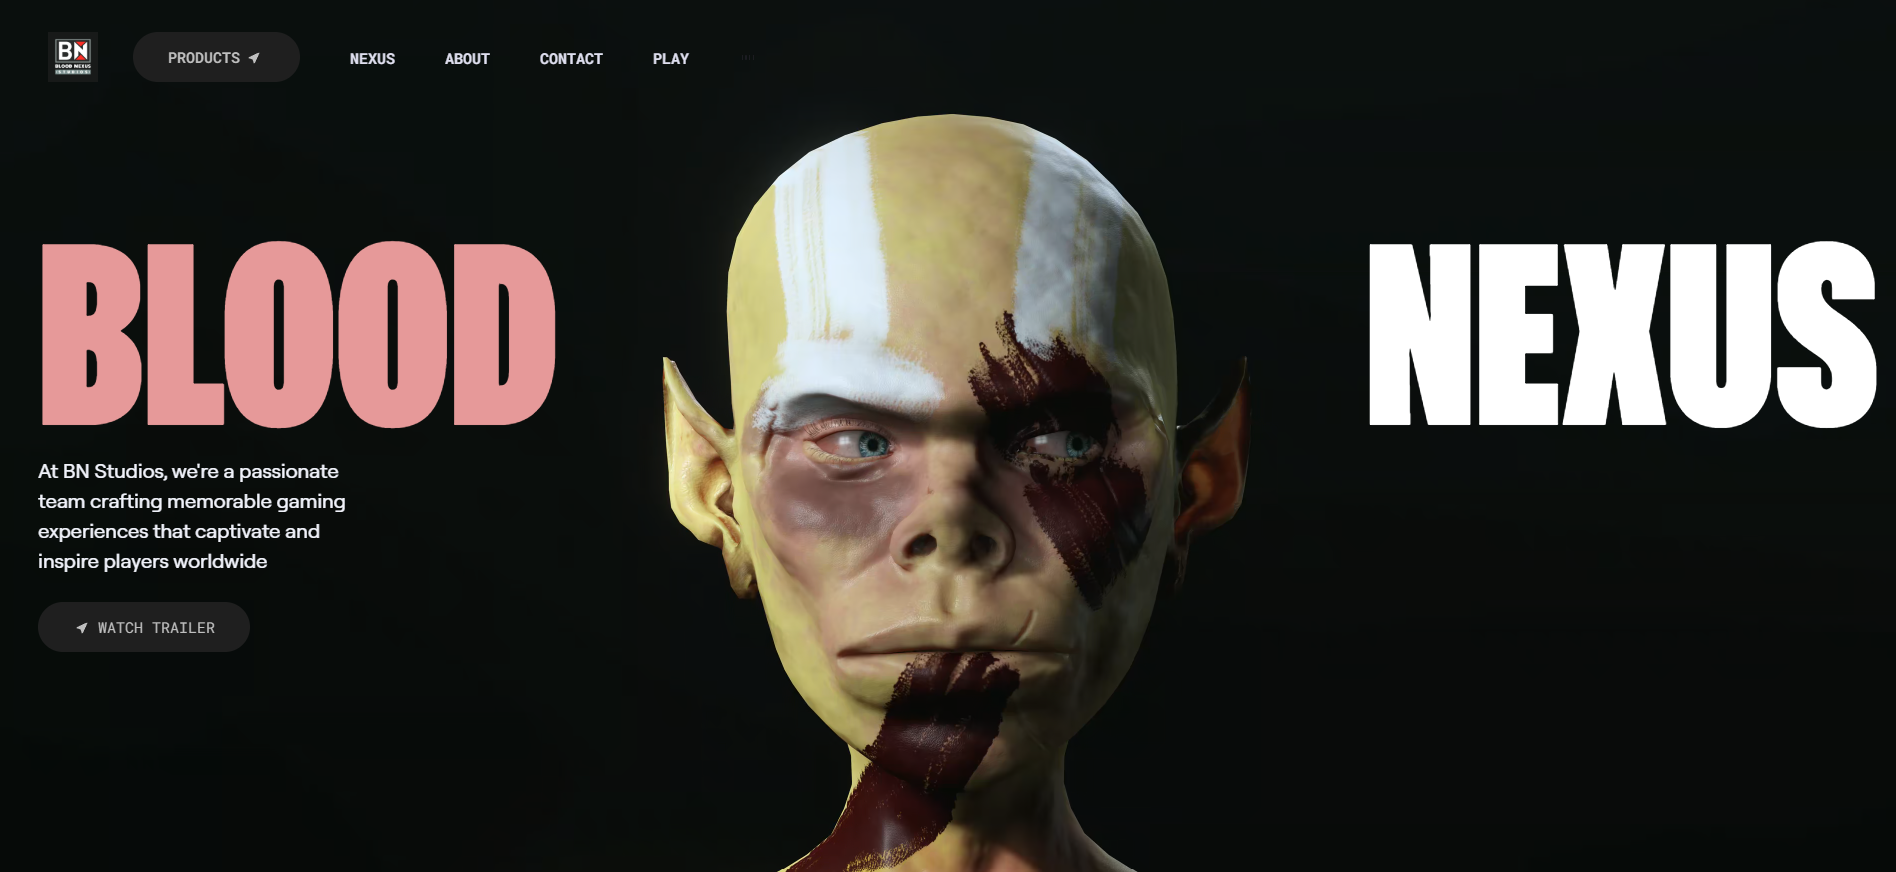 BN
BLOOD NEXUS
STUDIOS
PRODUCTS
NEXUS
ABOUT
CONTACT
PLAY
BLOOD
NEXUS
At BN Studios, we're a passionate
team crafting memorable gaming
experiences that captivate and
inspire players worldwide
WATCH TRAILER